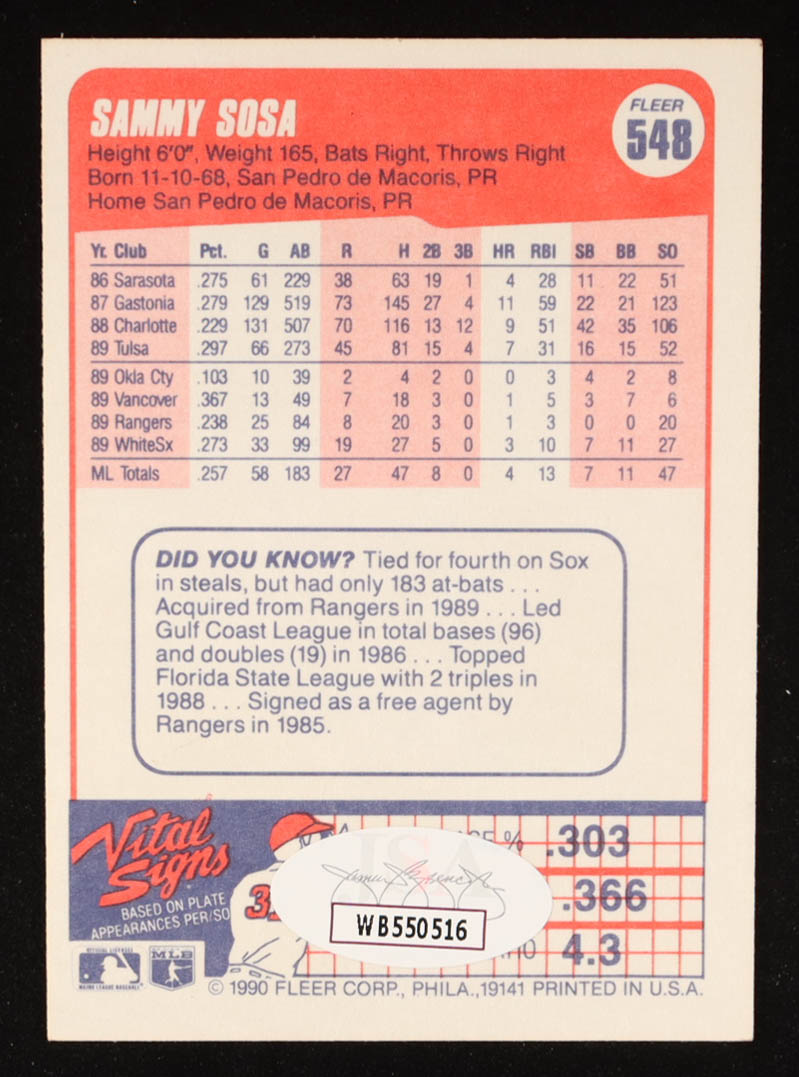 SAMMY SOSA
FLEER
548
Height 6'0", Weight 165, Bats Right, Throws Right
Born 11-10-68, San Pedro de Macoris, PR
Home San Pedro de Macoris, PR
Yr. Club Pct. G AB R H 2B 3B HR RBI SB BB SO
86 Sarasota .275 61 229 38 63 19 1 4 28 11 22 51
87 Gastonia .279 129 519 73 145 27 4 11 59 22 21 123
88 Charlotte .229 131 507 70 116 13 12 9 51 42 35 106
89 Tulsa .297 66 273 45 81 15 4 7 31 16 15 52
89 Okla Cty .103 10 39 2 4 2 0 0 3 4 2 8
89 Vancover .367 13 49 7 18 3 0 1 5 3 7 6
89 Rangers .238 25 84 8 20 3 0 1 3 0 0 20
89 WhiteSx .273 33 99 19 27 5 0 3 10 7 11 27
ML Totals .257 58 183 27 47 8 0 4 13 7 11 47
DID YOU KNOW? Tied for fourth on Sox
in steals, but had only 183 at-bats . . .
Acquired from Rangers in 1989 . . . Led
Gulf Coast League in total bases (96)
and doubles (19) in 1986 . . . Topped
Florida State League with 2 triples in
1988 . . . Signed as a free agent by
Rangers in 1985.
Vital
Signs
BASED ON PLATE
APPEARANCES PER/SO
% .303
.366
4.3
JSA
WB550516
MAJOR LEAGUE BASEBALL
MLB
© 1990 FLEER CORP., PHILA., 19141 PRINTED IN U.S.A.